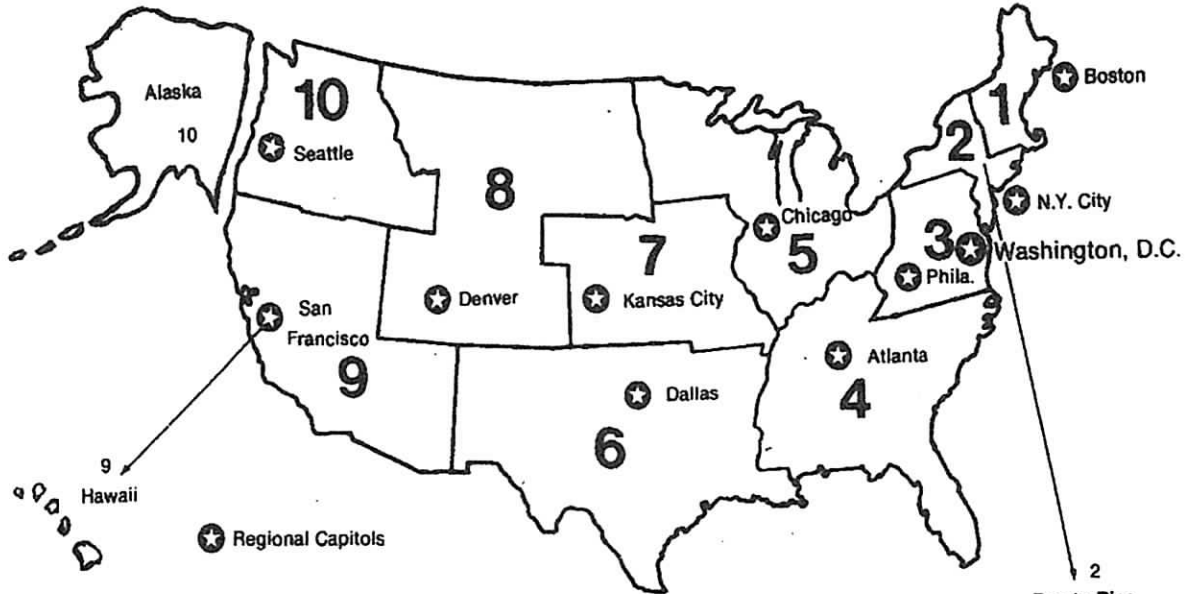 Alaska
10
10
Seattle
8
San
Francisco
9
Denver
7
Kansas City
Chicago
5
6
Dallas
4
Atlanta
3
Phila.
Washington, D.C.
2
N.Y. City
1
Boston
9
Hawaii
Regional Capitols
2